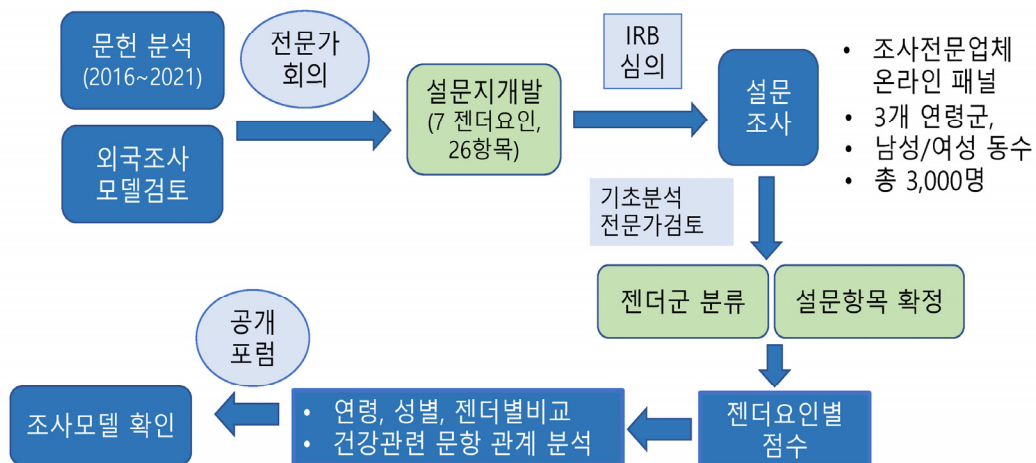 문헌 분석
(2016~2021)
외국조사
모델검토
전문가
회의
설문지개발
(7 젠더요인,
26항목)
IRB
심의
설문
조사
• 조사전문업체
온라인 패널
• 3개 연령군,
• 남성/여성 동수
• 총 3,000명
기초분석
전문가검토
젠더군 분류
설문항목 확정
젠더요인별
점수
• 연령, 성별, 젠더별비교
• 건강관련 문항 관계 분석
공개
포럼
조사모델 확인